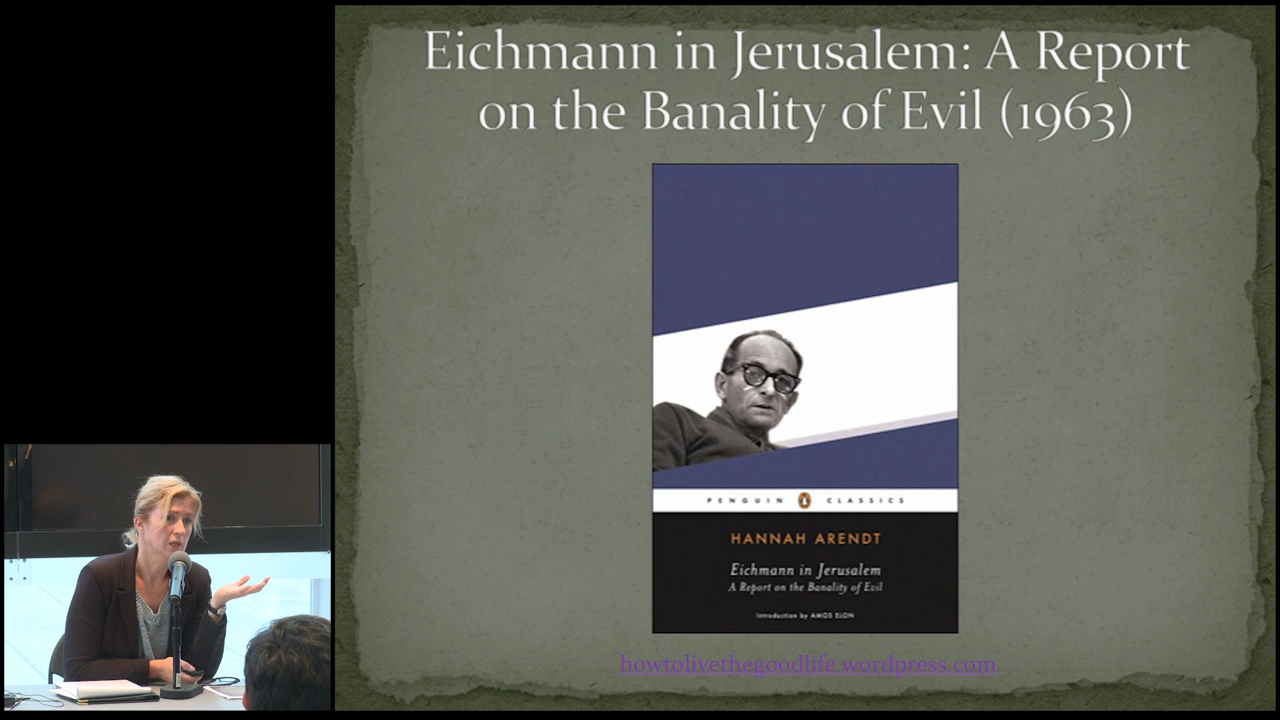 Eichmann in Jerusalem: A Report
on the Banality of Evil (1963)
PENGUIN CLASSICS
HANNAH ARENDT
Eichmann in Jerusalem
A Report on the Banality of Evil
Introduction by AMOS ELON
howtolivethegoodlife.wordpress.com